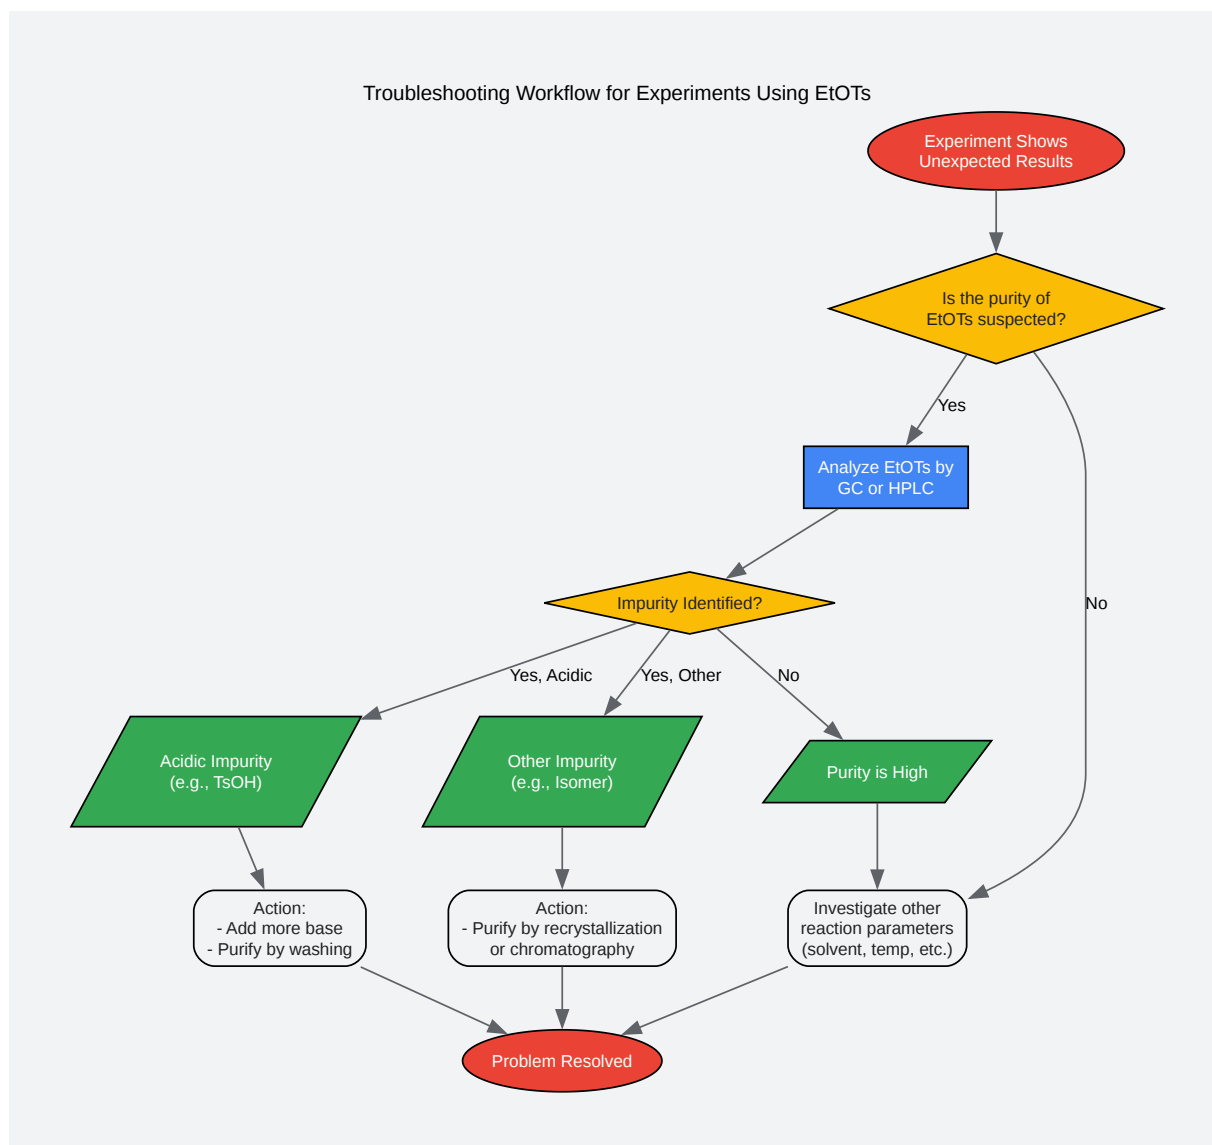 Troubleshooting Workflow for Experiments Using EtOTs
Experiment Shows
Unexpected Results
Is the purity of
EtOTs suspected?
Yes
Analyze EtOTs by
GC or HPLC
Impurity Identified?
No
Yes, Acidic
Yes, Other
No
Acidic Impurity
(e.g., TsOH)
Other Impurity
(e.g., Isomer)
Purity is High
Action:
- Add more base
- Purify by washing
Action:
- Purify by recrystallization
or chromatography
Investigate other
reaction parameters
(solvent, temp, etc.)
Problem Resolved